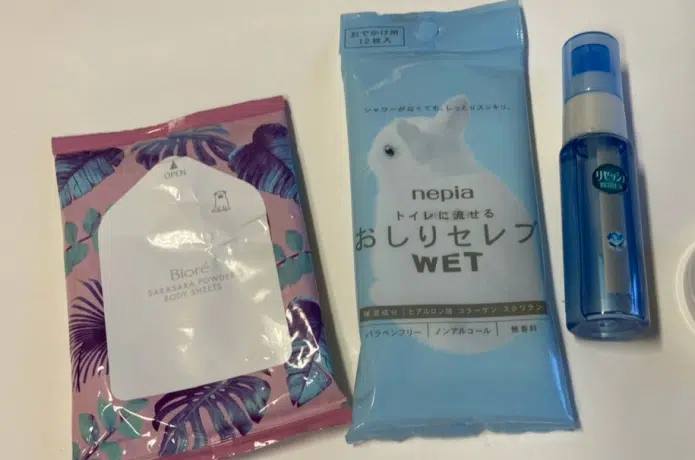 OPEN
Bioré
SARASARA POWDER
BODY SHEETS
おでかけ用
12枚入
シャワーがなくても、しっとりスッキリ。
nepia
トイレに流せる
おしりセレブ
WET
保湿成分 ヒアルロン酸 コラーゲン スクワラン
パラベンフリー ノンアルコール 無香料
リセッシュ